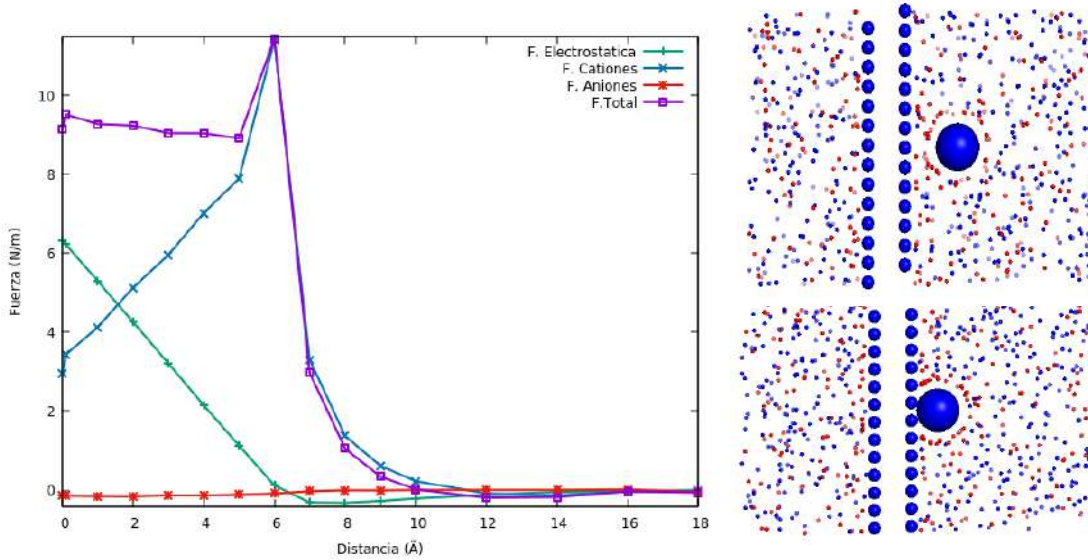 F. Electrostatica
F. Cationes
F. Aniones
F.Total
10
8
6
4
2
0
Fuerza (N/m)
0 2 4 6 8 10 12 14 16 18
Distancia (Ã)